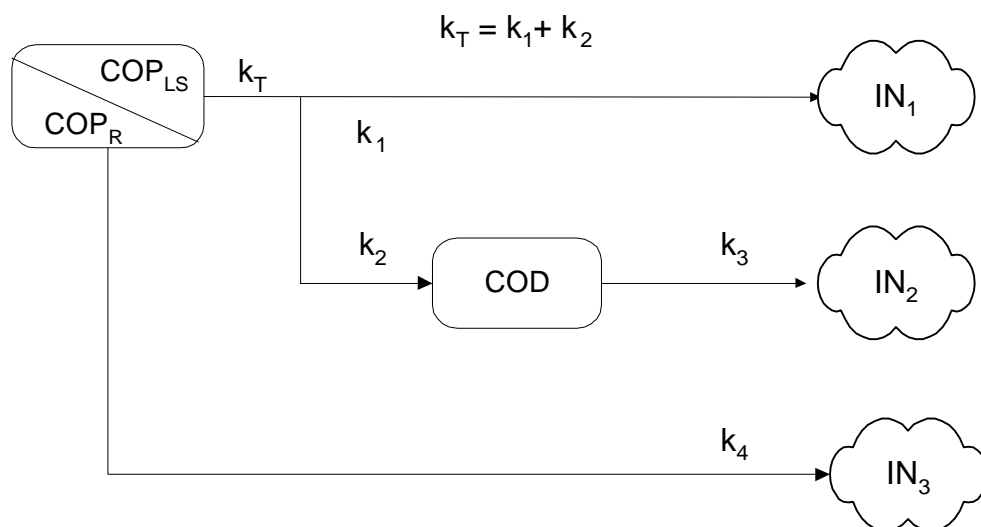 k_T = k_1 + k_2
COP_LS
k_T
IN_1
COP_R
k_1
k_2
COD
k_3
IN_2
k_4
IN_3